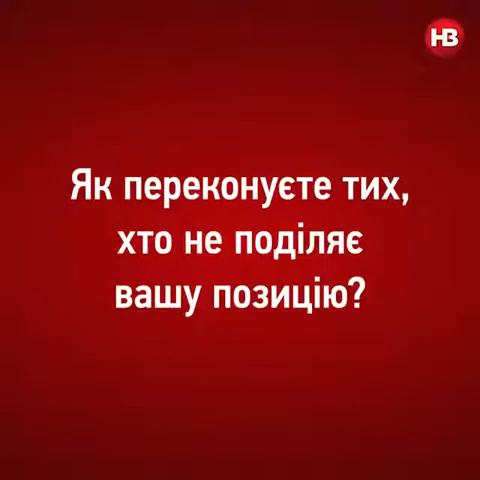 НВ
Як переконуєте тих,
хто не поділяє
вашу позицію?